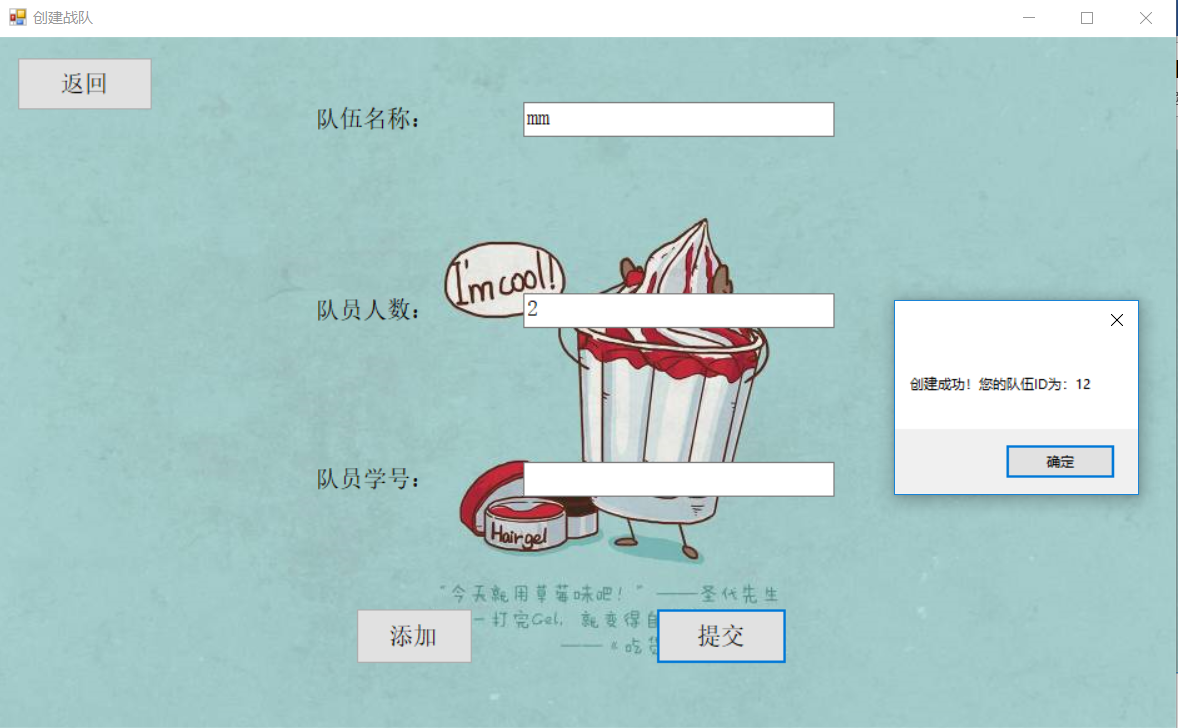 创建战队
返回
队伍名称：
mm
I'm cool!
队员人数：
2
创建成功！您的队伍ID为：12
确定
队员学号：
Hairgel
“今天就用草莓味吧！”——圣代先生
一打完Gel，就变得自
——《吃货
添加
提交